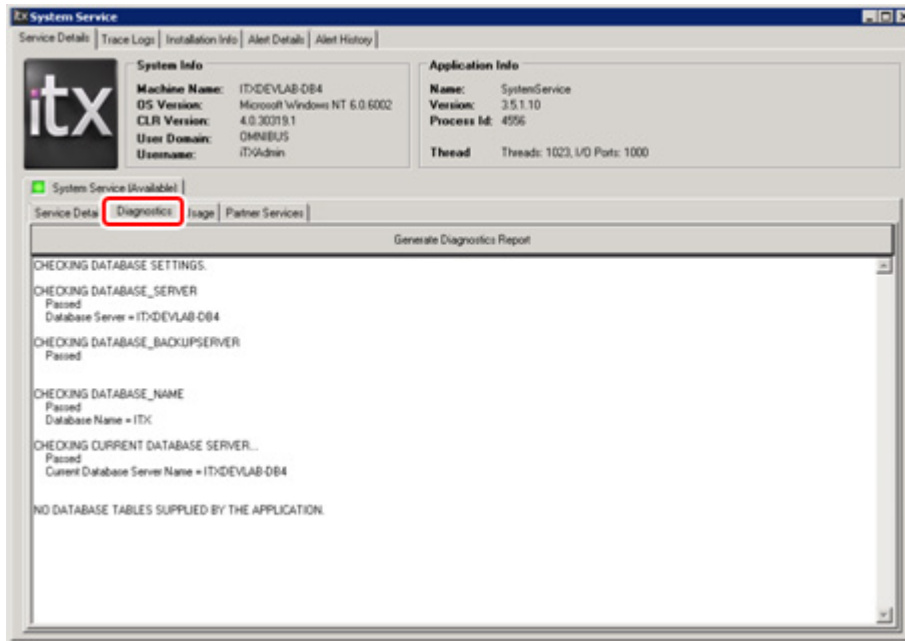 itx System Service
Service Details Trace Logs Installation Info Alert Details Alert History
itx
System Info
Machine Name: ITXDEVLAB-DB4
OS Version: Microsoft Windows NT 6.0.6002
CLR Version: 4.0.30319.1
User Domain: OMNIBUS
Username: iTXAdmin
Application Info
Name: SystemService
Version: 3.5.1.10
Process Id: 4556
Thread Threads: 1023, I/O Ports: 1000
System Service (Available)
Service Detai Diagnostics Usage Partner Services
Generate Diagnostics Report
CHECKING DATABASE SETTINGS.
CHECKING DATABASE_SERVER
Passed
Database Server = ITXDEVLAB-DB4
CHECKING DATABASE_BACKUPSERVER
Passed
CHECKING DATABASE_NAME
Passed
Database Name = ITX
CHECKING CURRENT DATABASE SERVER...
Passed
Current Database Server Name = ITXDEVLAB-DB4
NO DATABASE TABLES SUPPLIED BY THE APPLICATION.